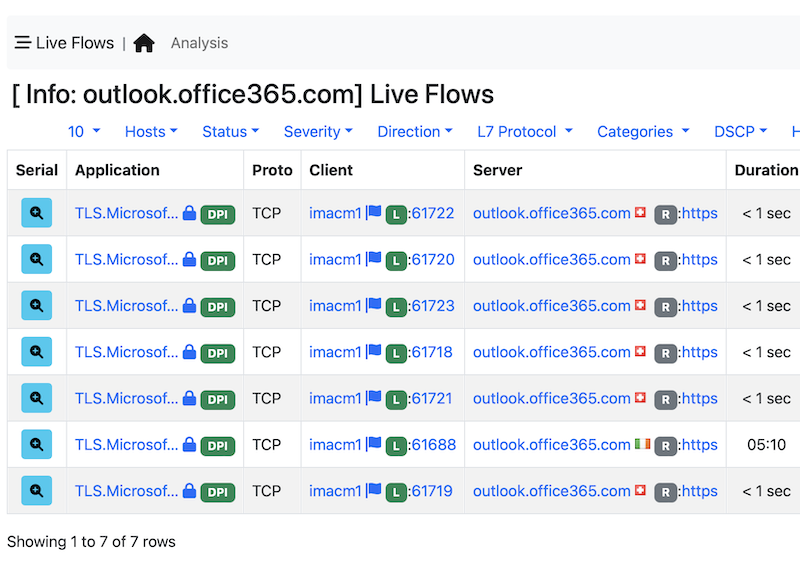 Live Flows | Analysis
[ Info: outlook.office365.com] Live Flows
10 Hosts Status Severity Direction L7 Protocol Categories DSCP H
Serial Application Proto Client Server Duration
TLS.Microsof... DPI TCP imacm1 L :61722 outlook.office365.com R :https < 1 sec
TLS.Microsof... DPI TCP imacm1 L :61720 outlook.office365.com R :https < 1 sec
TLS.Microsof... DPI TCP imacm1 L :61723 outlook.office365.com R :https < 1 sec
TLS.Microsof... DPI TCP imacm1 L :61718 outlook.office365.com R :https < 1 sec
TLS.Microsof... DPI TCP imacm1 L :61721 outlook.office365.com R :https < 1 sec
TLS.Microsof... DPI TCP imacm1 L :61688 outlook.office365.com R :https 05:10
TLS.Microsof... DPI TCP imacm1 L :61719 outlook.office365.com R :https < 1 sec
Showing 1 to 7 of 7 rows